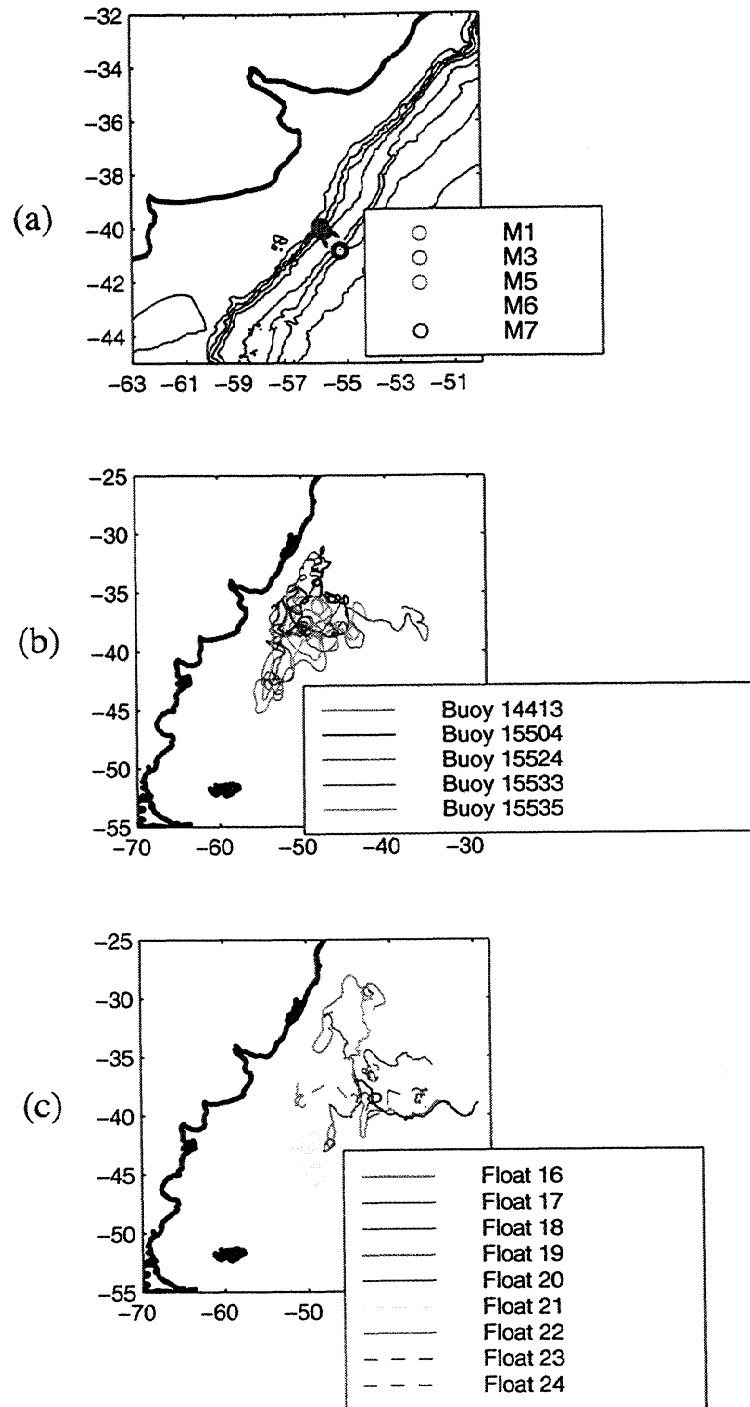 (a)
−32
−34
−36
−38
−40
−42
−44
−63 −61 −59 −57 −55 −53 −51
M1
M3
M5
M6
M7
(b)
−25
−30
−35
−40
−45
−50
−55
−70 −60 −50 −40 −30
Buoy 14413
Buoy 15504
Buoy 15524
Buoy 15533
Buoy 15535
(c)
−25
−30
−35
−40
−45
−50
−55
−70 −60 −50
Float 16
Float 17
Float 18
Float 19
Float 20
Float 21
Float 22
Float 23
Float 24